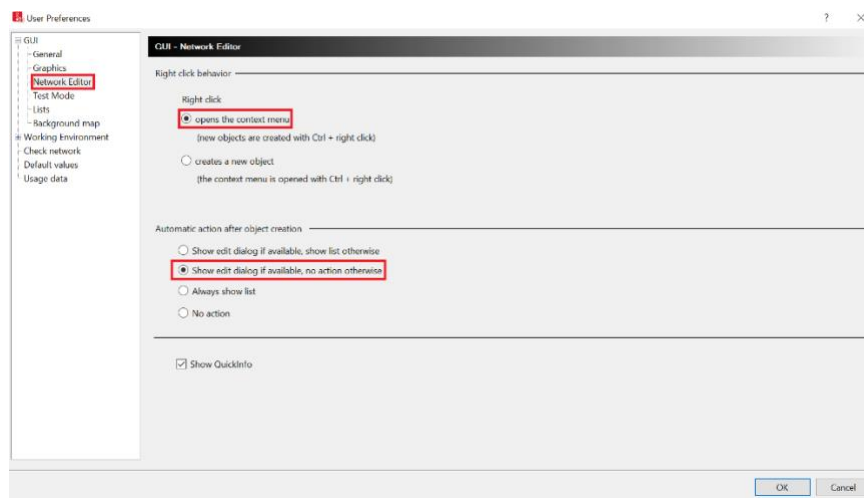 User Preferences
?
GUI
General
Graphics
Network Editor
Test Mode
Lists
Background map
Working Environment
Check network
Default values
Usage data
GUI - Network Editor
Right click behavior
Right click
opens the context menu
(new objects are created with Ctrl + right click)
creates a new object
(the context menu is opened with Ctrl + right click)
Automatic action after object creation
Show edit dialog if available, show list otherwise
Show edit dialog if available, no action otherwise
Always show list
No action
Show QuickInfo
OK Cancel